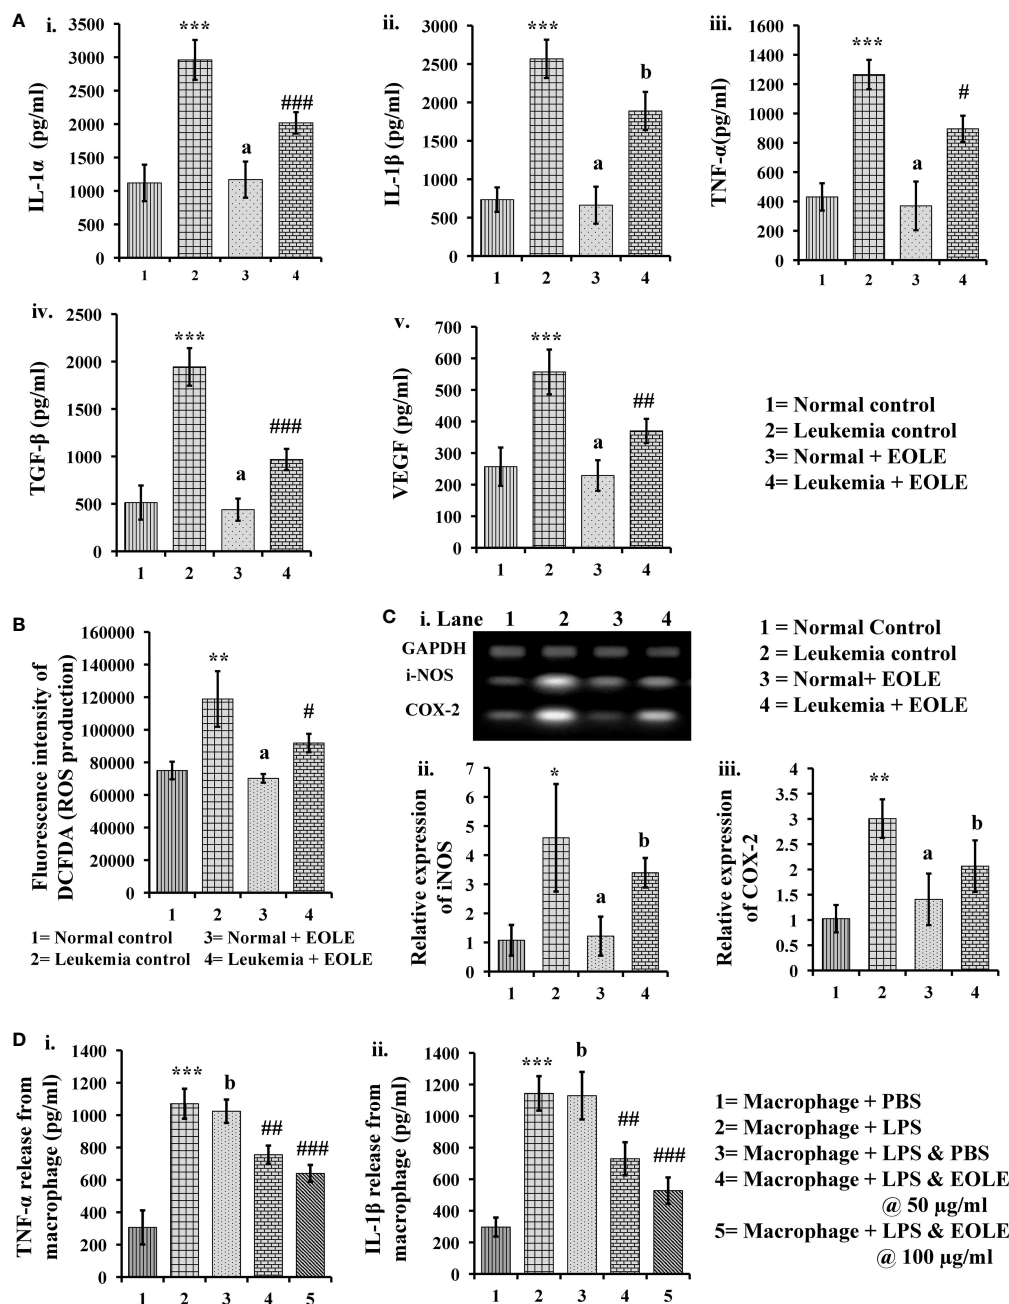 A
i.
IL-1α (pg/ml)
3500
3000
2500
2000
1500
1000
500
0
***
a
###
1 2 3 4
ii.
IL-1β (pg/ml)
3000
2500
2000
1500
1000
500
0
***
a
b
1 2 3 4
iii.
TNF-α(pg/ml)
1600
1400
1200
1000
800
600
400
200
0
***
a
#
1 2 3 4
iv.
TGF-β (pg/ml)
2500
2000
1500
1000
500
0
***
a
###
1 2 3 4
v.
VEGF (pg/ml)
700
600
500
400
300
200
100
0
***
a
##
1 2 3 4
1= Normal control
2= Leukemia control
3= Normal + EOLE
4= Leukemia + EOLE
B
Fluorescence intensity of
DCFDA (ROS production)
160000
140000
120000
100000
80000
60000
40000
20000
0
**
a
#
1 2 3 4
1= Normal control 3= Normal + EOLE
2= Leukemia control 4= Leukemia + EOLE
C
i. Lane 1 2 3 4
GAPDH
i-NOS
COX-2
1 = Normal Control
2 = Leukemia control
3 = Normal+ EOLE
4 = Leukemia + EOLE
ii.
Relative expression
of iNOS
7
6
5
4
3
2
1
0
*
a
b
1 2 3 4
iii.
Relative expression
of COX-2
4
3.5
3
2.5
2
1.5
1
0.5
0
**
a
b
1 2 3 4
D
i.
TNF-α release from
macrophage (pg/ml)
1400
1200
1000
800
600
400
200
0
***
b
##
###
1 2 3 4 5
ii.
IL-1β release from
macrophage (pg/ml)
1400
1200
1000
800
600
400
200
0
***
b
##
###
1 2 3 4 5
1= Macrophage + PBS
2= Macrophage + LPS
3= Macrophage + LPS & PBS
4= Macrophage + LPS & EOLE
@ 50 µg/ml
5= Macrophage + LPS & EOLE
@ 100 µg/ml